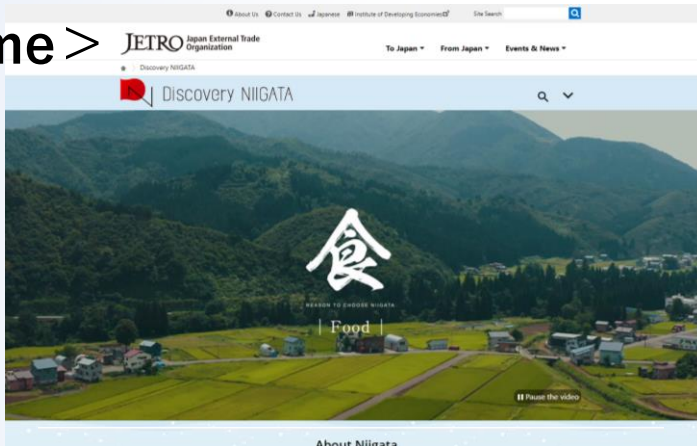 About Us Contact Us Japanese Institute of Developing Economies Site Search
me＞
JETRO Japan External Trade Organization
To Japan From Japan Events & News
Discovery NIIGATA
Discovery NIIGATA
食
REASON TO CHOOSE NIIGATA
| Food |
Pause the video
About Niigata